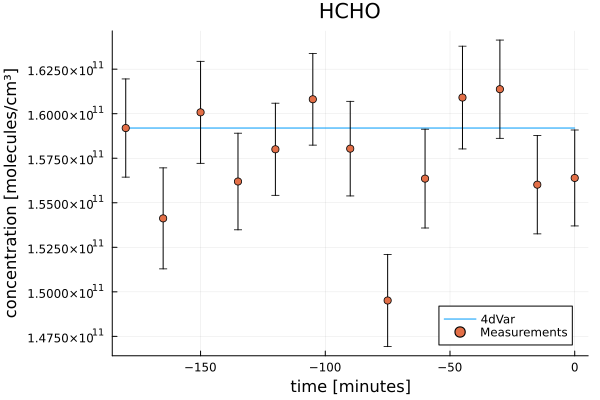 HCHO
concentration [molecules/cm³]
1.6250×10¹¹
1.6000×10¹¹
1.5750×10¹¹
1.5500×10¹¹
1.5250×10¹¹
1.5000×10¹¹
1.4750×10¹¹
4dVar
Measurements
−150 −100 −50 0
time [minutes]